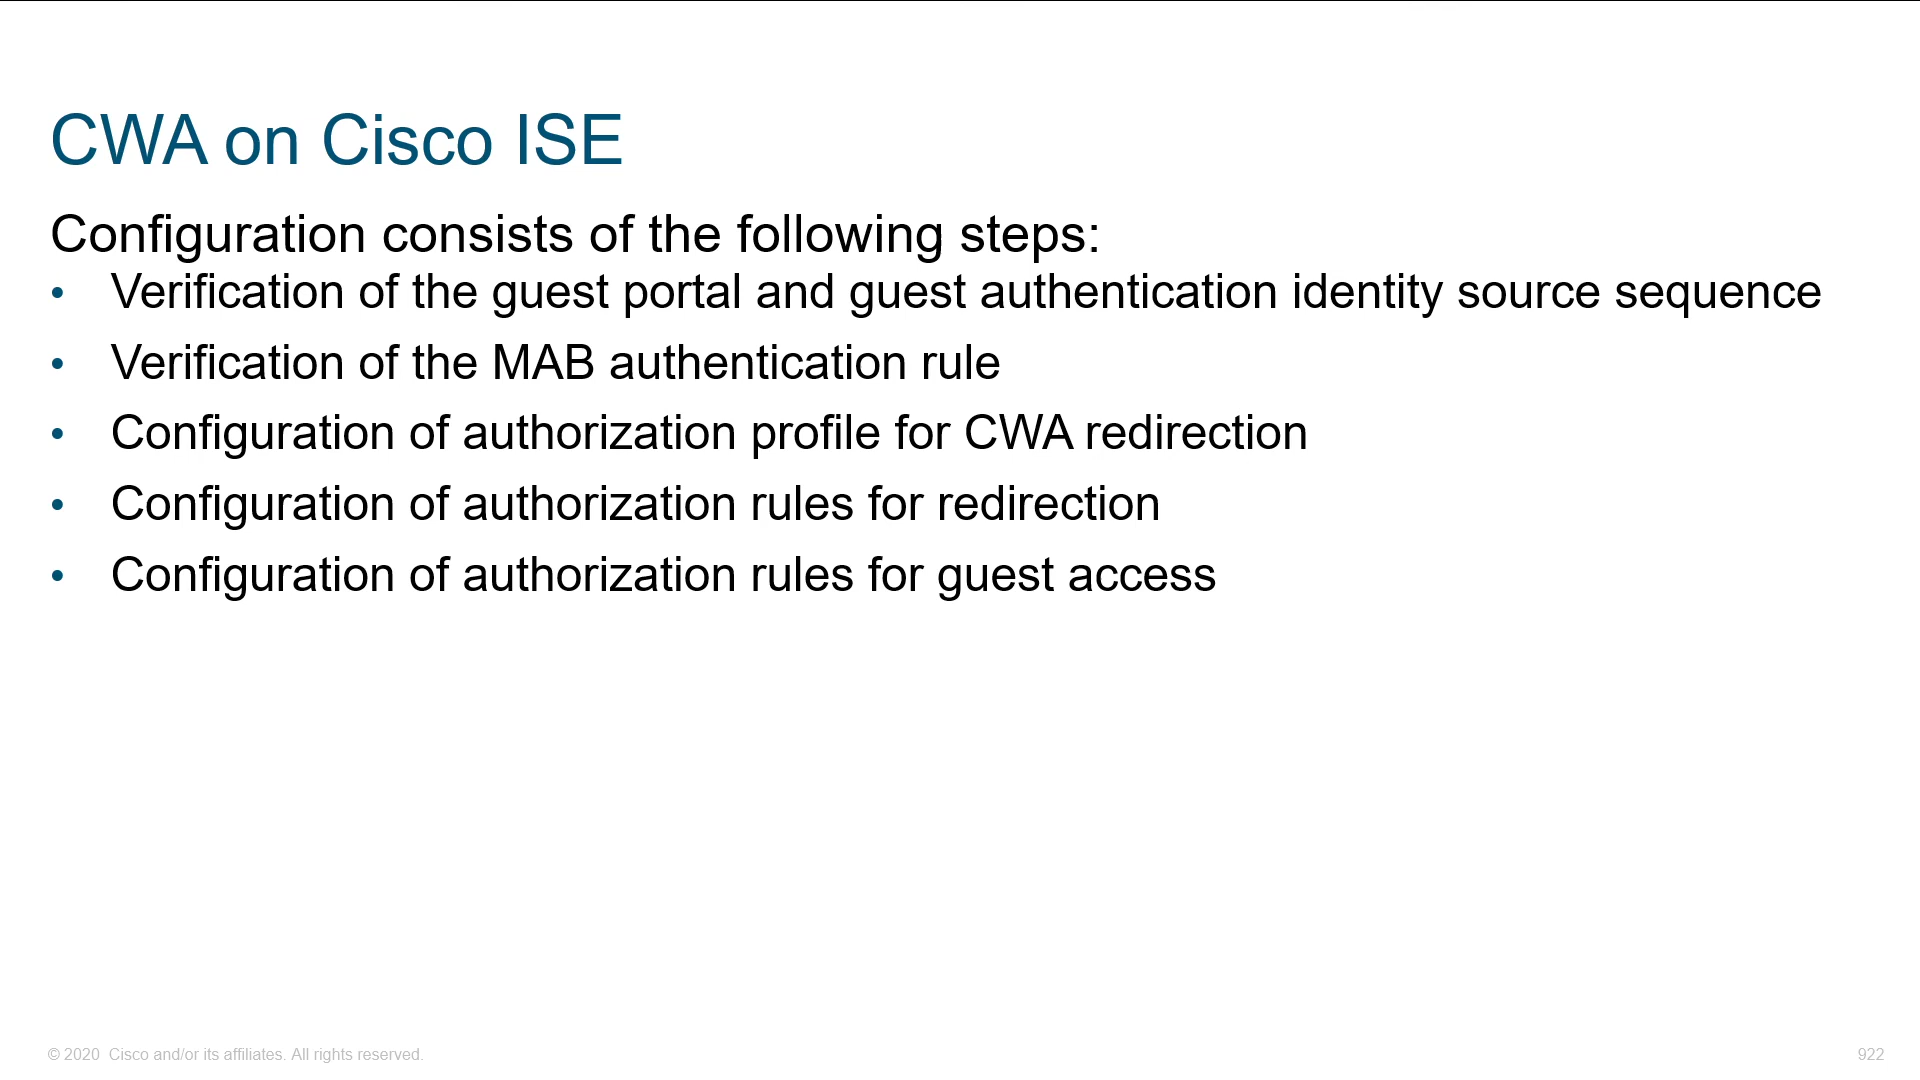 CWA on Cisco ISE
Configuration consists of the following steps:
• Verification of the guest portal and guest authentication identity source sequence
• Verification of the MAB authentication rule
• Configuration of authorization profile for CWA redirection
• Configuration of authorization rules for redirection
• Configuration of authorization rules for guest access
© 2020 Cisco and/or its affiliates. All rights reserved.
922